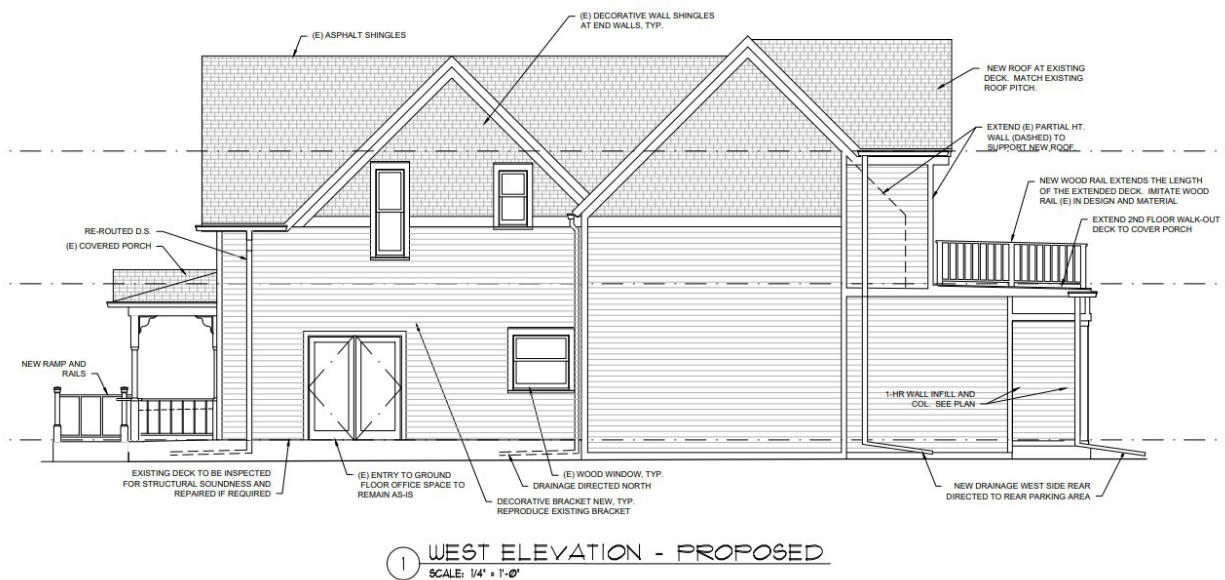 (E) DECORATIVE WALL SHINGLES
AT END WALLS, TYP.
(E) ASPHALT SHINGLES
NEW ROOF AT EXISTING
DECK. MATCH EXISTING
ROOF PITCH.
EXTEND (E) PARTIAL HT.
WALL (DASHED) TO
SUPPORT NEW ROOF.
NEW WOOD RAIL EXTENDS THE LENGTH
OF THE EXTENDED DECK. IMITATE WOOD
RAIL (E) IN DESIGN AND MATERIAL
EXTEND 2ND FLOOR WALK-OUT
DECK TO COVER PORCH
RE-ROUTED D.S.
(E) COVERED PORCH
NEW RAMP AND
RAILS
1-HR WALL INFILL AND
COL. SEE PLAN
EXISTING DECK TO BE INSPECTED
FOR STRUCTURAL SOUNDNESS AND
REPAIRED IF REQUIRED
(E) ENTRY TO GROUND
FLOOR OFFICE SPACE TO
REMAIN AS-IS
(E) WOOD WINDOW, TYP.
DRAINAGE DIRECTED NORTH
DECORATIVE BRACKET NEW, TYP.
REPRODUCE EXISTING BRACKET
NEW DRAINAGE WEST SIDE REAR
DIRECTED TO REAR PARKING AREA
1 WEST ELEVATION - PROPOSED
SCALE: 1/4" = 1'-0"